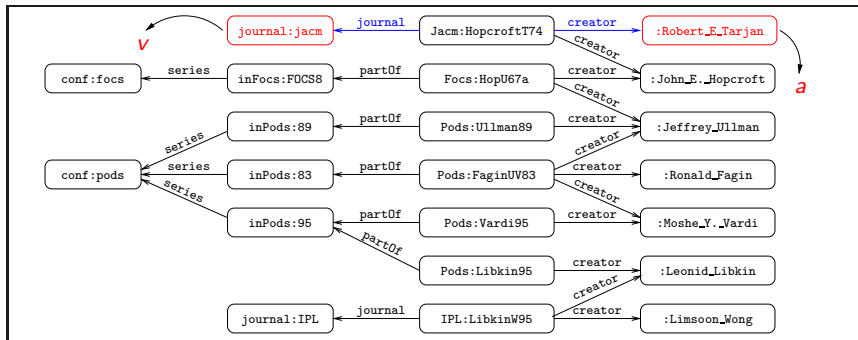 journal creator
journal:jacm Jacm:HopcroftT74 :Robert_E_Tarjan
v
creator
series partOf creator a
conf:focs inFocs:FOCS8 Focs:HopU67a :John_E._Hopcroft
creator
partOf creator
inPods:89 Pods:Ullman89 :Jeffrey_Ullman
series
creator
series partOf creator
conf:pods inPods:83 Pods:FaginUV83 :Ronald_Fagin
series
creator
partOf creator
inPods:95 Pods:Vardi95 :Moshe_Y._Vardi
partOf
creator
Pods:Libkin95 :Leonid_Libkin
creator
journal creator
journal:IPL IPL:LibkinW95 :Limsoon_Wong